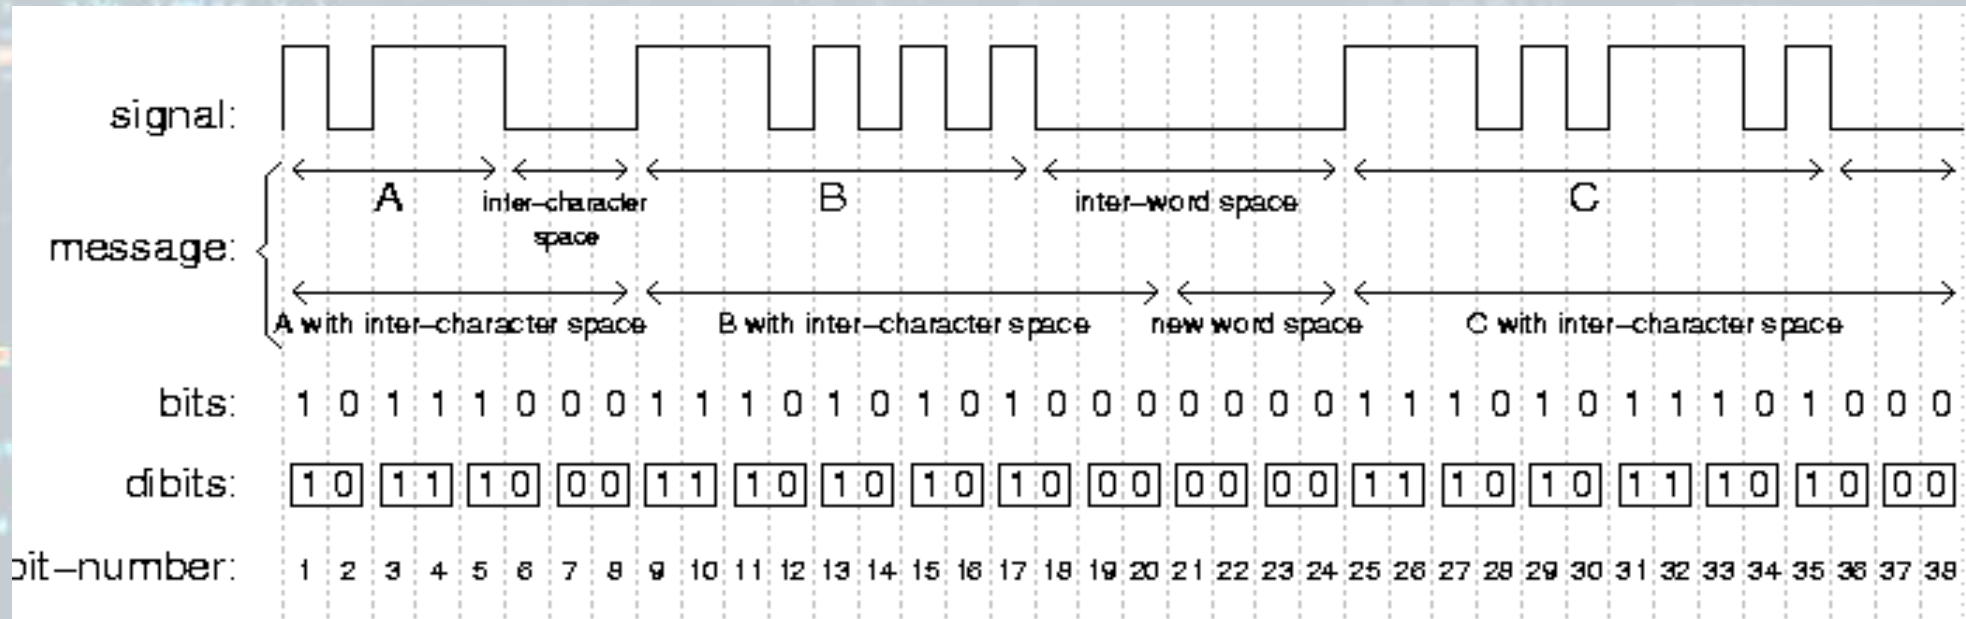 signal:
A inter-character space B inter-word space C
message:
A with inter-character space B with inter-character space new word space C with inter-character space
bits: 1 0 1 1 1 0 0 0 1 1 1 0 1 0 1 0 1 0 0 0 0 0 0 0 1 1 1 0 1 0 1 1 1 0 1 0 0 0
dibits: 10 11 10 00 11 10 10 10 10 00 00 00 11 10 10 11 10 10 00
bit-number: 1 2 3 4 5 6 7 8 9 10 11 12 13 14 15 16 17 18 19 20 21 22 23 24 25 26 27 28 29 30 31 32 33 34 35 36 37 38